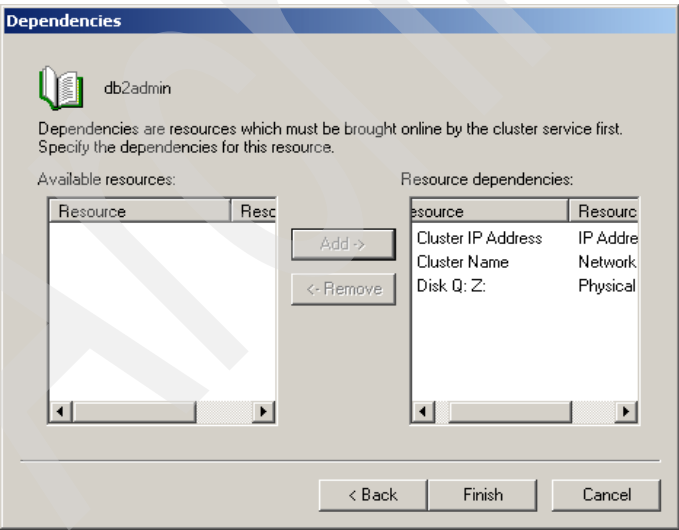 Dependencies
db2admin
Dependencies are resources which must be brought online by the cluster service first.
Specify the dependencies for this resource.
Available resources:
Resource dependencies:
Resource Resc
esource Resourc
Add ->
<- Remove
Cluster IP Address IP Addre
Cluster Name Network
Disk Q: Z: Physical
< Back Finish Cancel